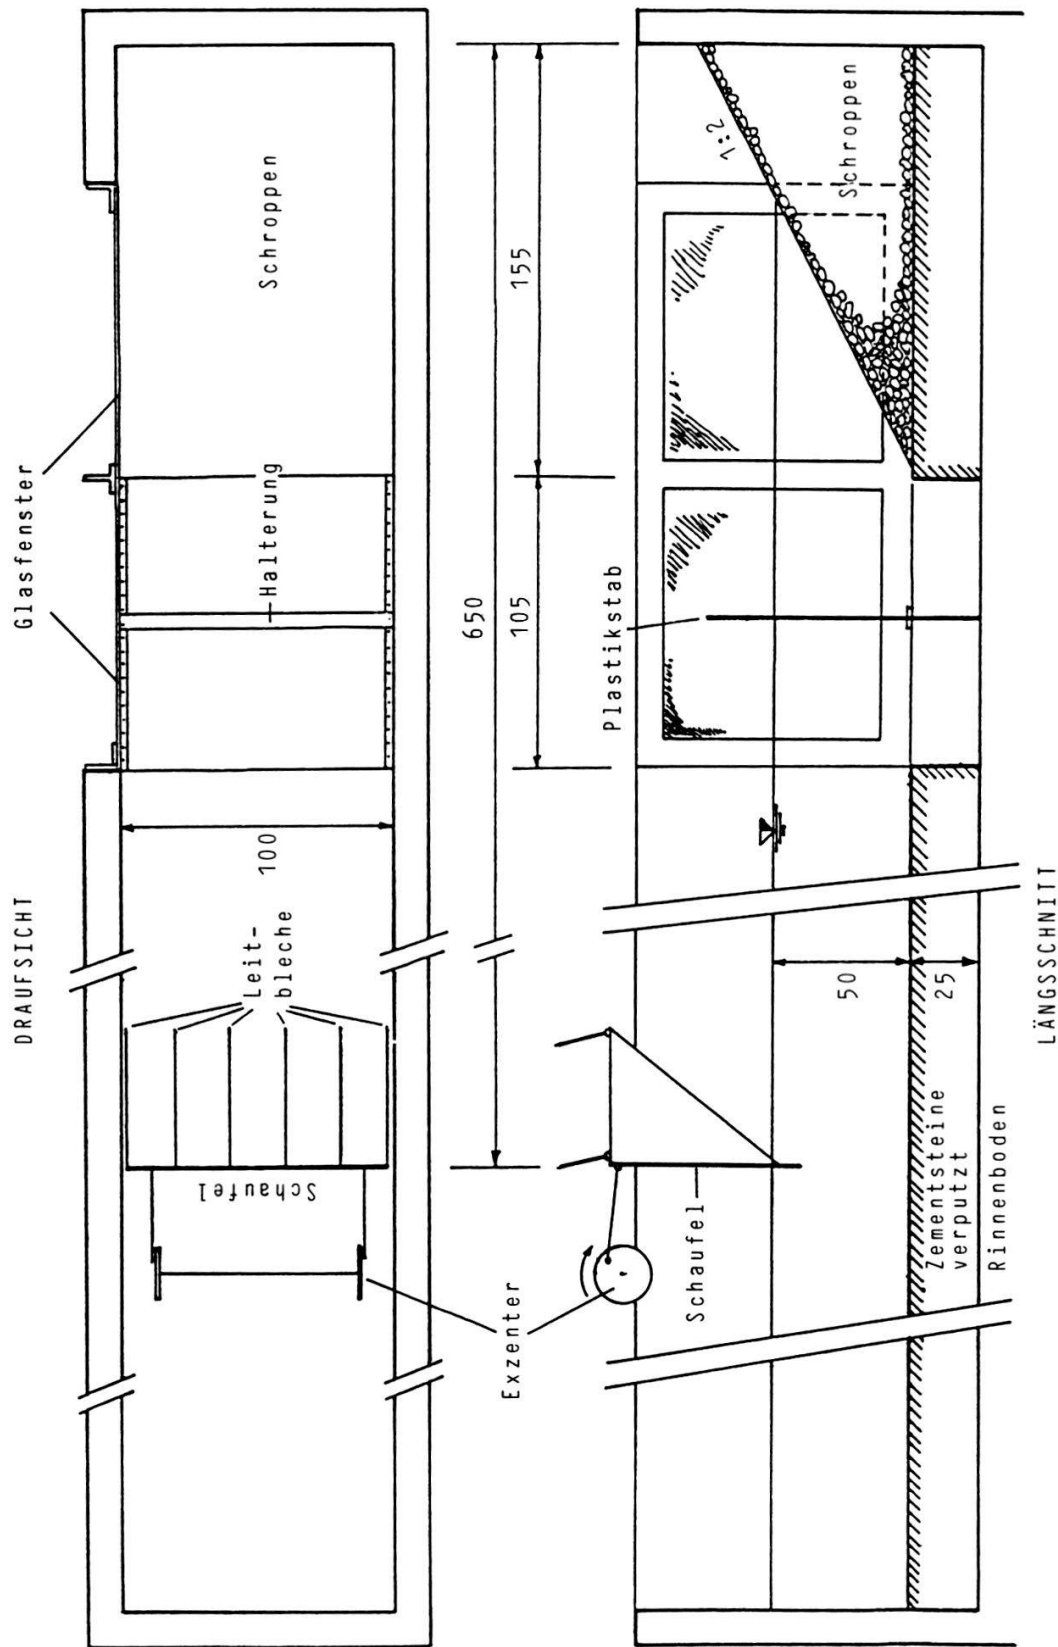 DRAUFSICHT
Glasfenster
Leit-
bleche
Schaufel
Halterung
Schroppen
100
Exzenter
650
105
155
Plastikstab
Schaufel
1:2
Schroppen
50
25
Zementsteine
verputzt
Rinnenboden
LÄNGSSCHNITT